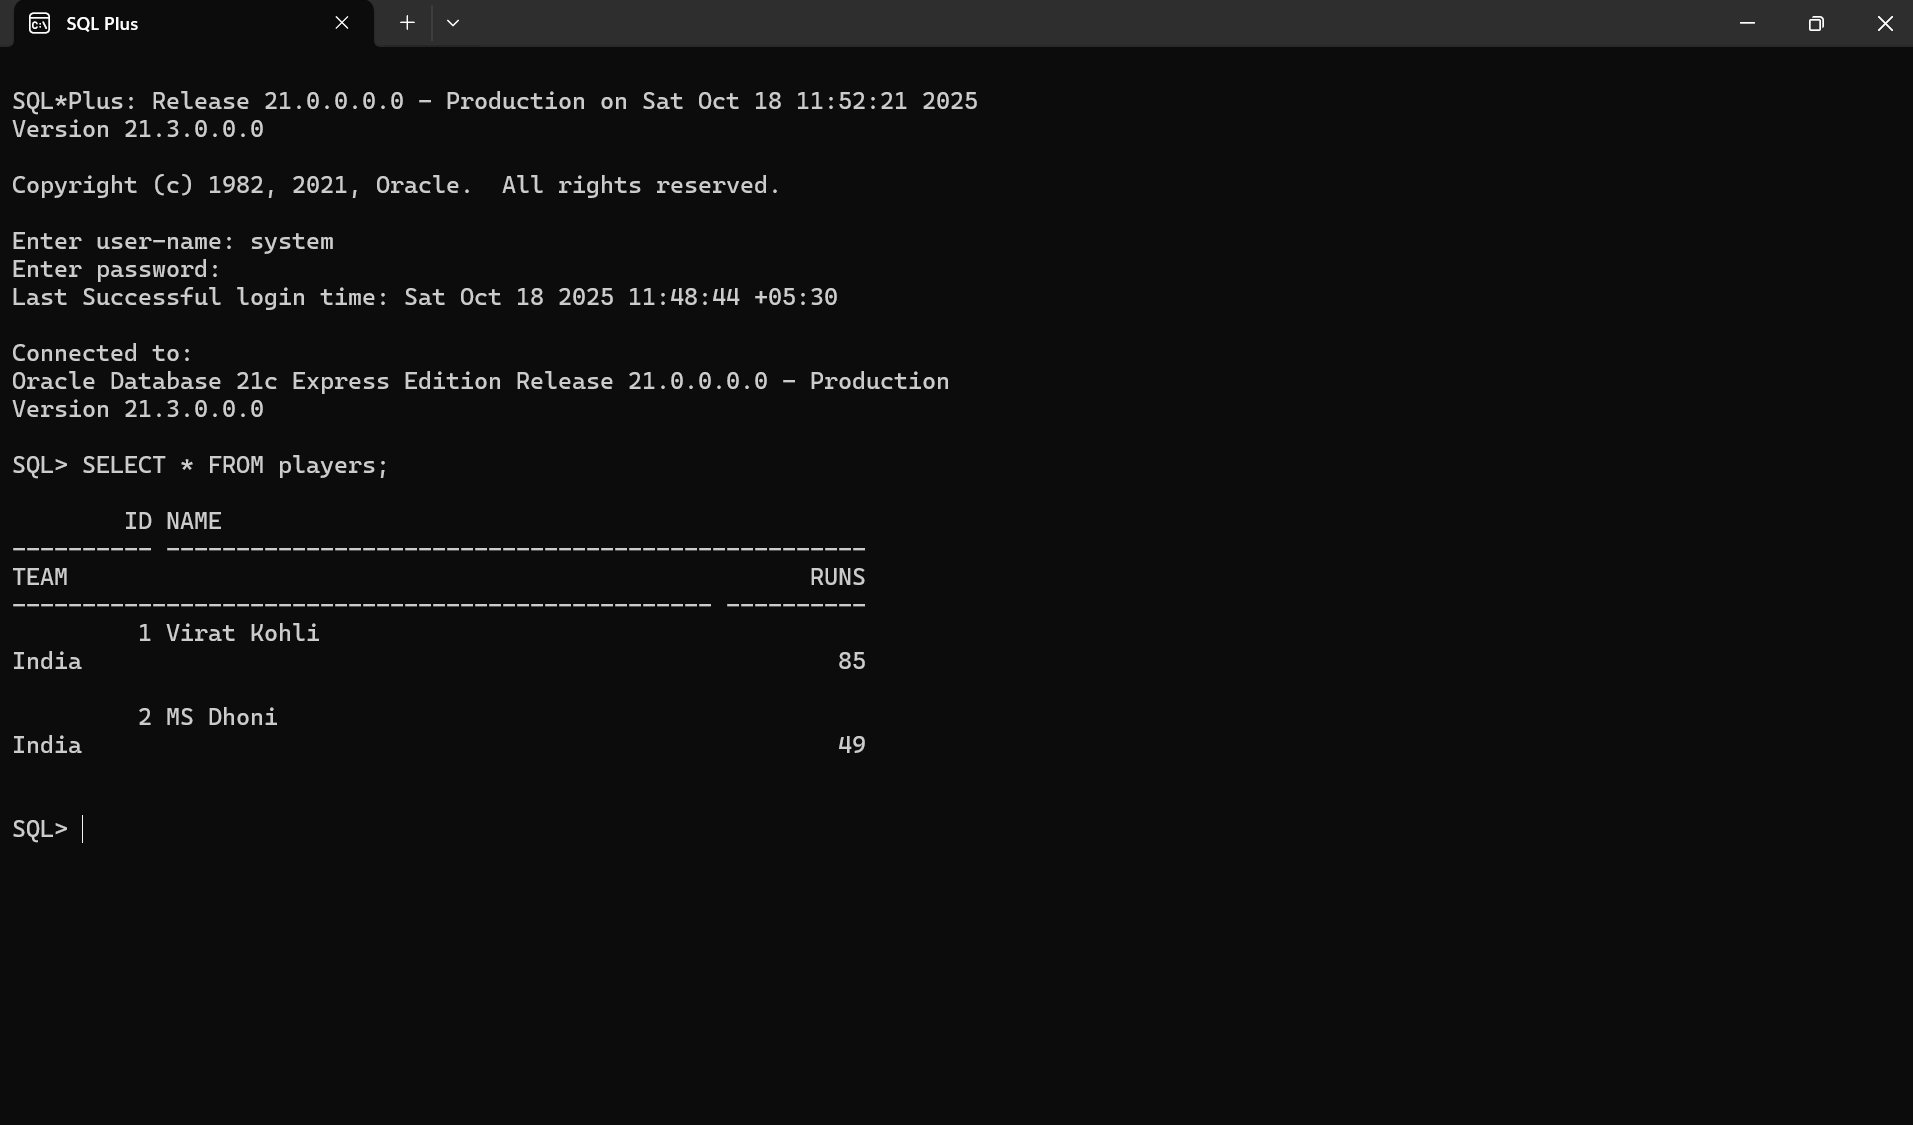 SQL Plus
SQL*Plus: Release 21.0.0.0.0 - Production on Sat Oct 18 11:52:21 2025
Version 21.3.0.0.0
Copyright (c) 1982, 2021, Oracle.  All rights reserved.
Enter user-name: system
Enter password:
Last Successful login time: Sat Oct 18 2025 11:48:44 +05:30
Connected to:
Oracle Database 21c Express Edition Release 21.0.0.0.0 - Production
Version 21.3.0.0.0
SQL> SELECT * FROM players;
        ID NAME
---------- --------------------------------------------------
TEAM                                                     RUNS
-------------------------------------------------- ----------
         1 Virat Kohli
India                                                      85
         2 MS Dhoni
India                                                      49
SQL>